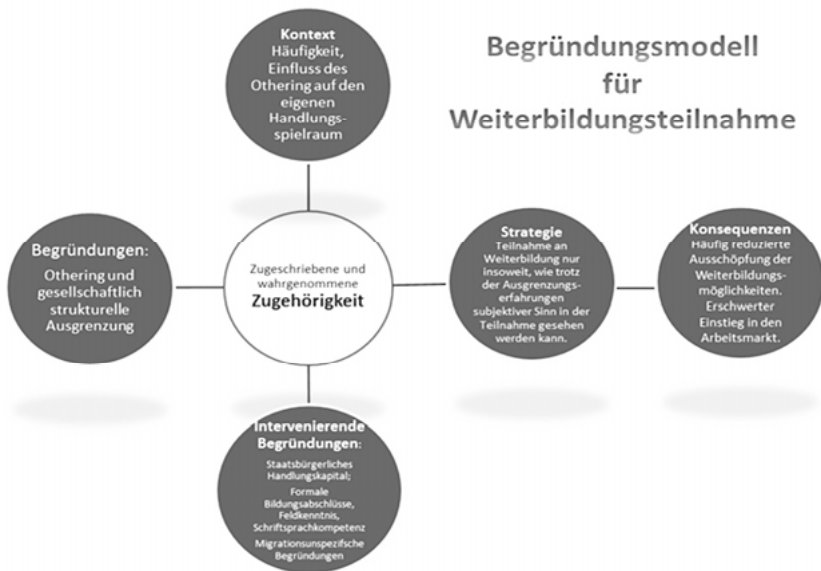 Begründungsmodell
für
Weiterbildungsteilnahme
Kontext
Häufigkeit,
Einfluss des
Othering auf den
eigenen
Handlungs-
spielraum
Begründungen:
Othering und
gesellschaftlich
strukturelle
Ausgrenzung
Zugeschriebene und
wahrgenommene
Zugehörigkeit
Strategie
Teilnahme an
Weiterbildung nur
insoweit, wie trotz
der Ausgrenzungs-
erfahrungen
subjektiver Sinn in der
Teilnahme gesehen
werden kann.
Konsequenzen
Häufig reduzierte
Ausschöpfung der
Weiterbildungs-
möglichkeiten.
Erschwerter
Einstieg in den
Arbeitsmarkt.
Intervenierende
Begründungen:
Staatsbürgerliches
Handlungskapital;
Formale
Bildungsabschlüsse,
Feldkenntnis,
Schriftsprachkompetenz
Migrationsunspezifsche
Begründungen